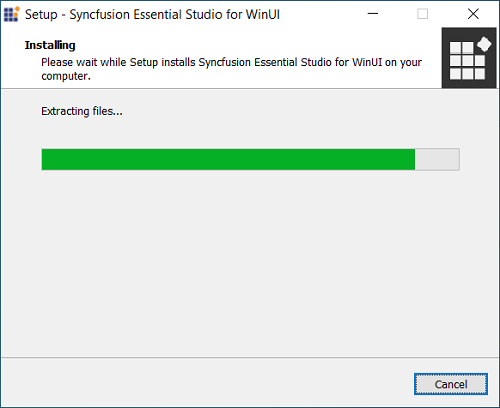 Setup - Syncfusion Essential Studio for WinUI
Installing
Please wait while Setup installs Syncfusion Essential Studio for WinUI on your
computer.
Extracting files...
Cancel